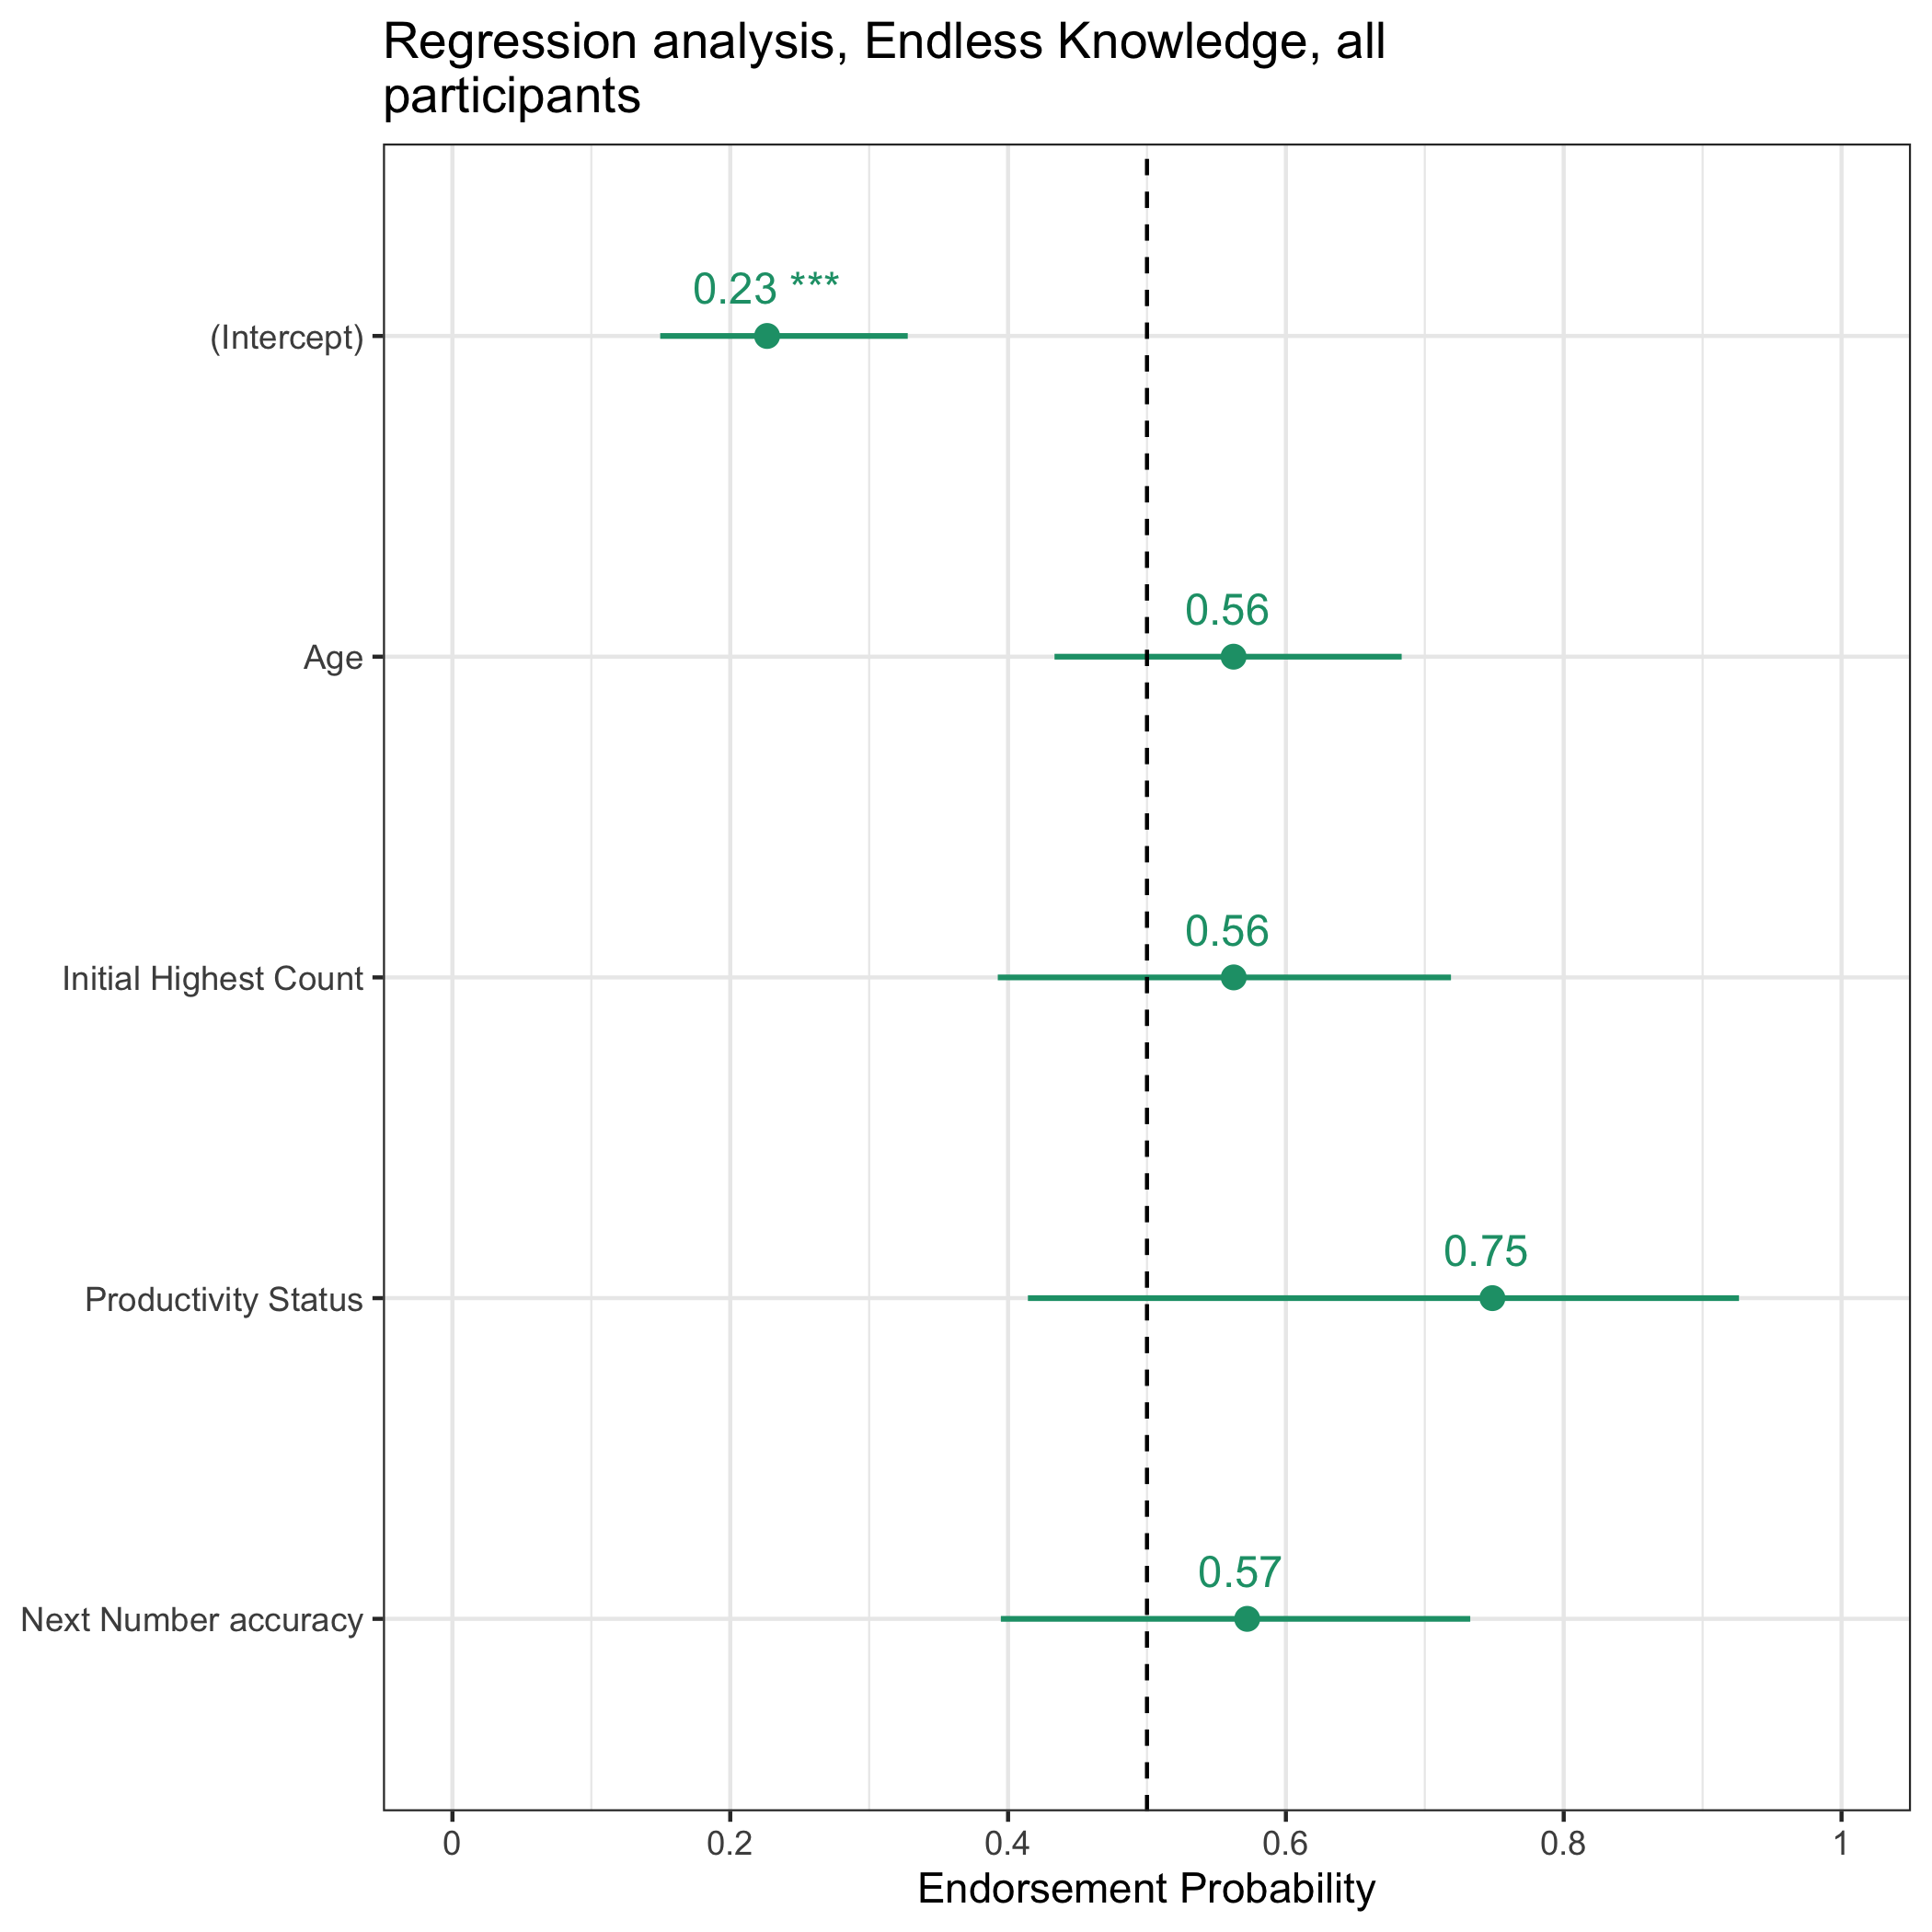 Regression analysis, Endless Knowledge, all
participants
0.23 ***
(Intercept)
0.56
Age
0.56
Initial Highest Count
0.75
Productivity Status
0.57
Next Number accuracy
0 0.2 0.4 0.6 0.8 1
Endorsement Probability